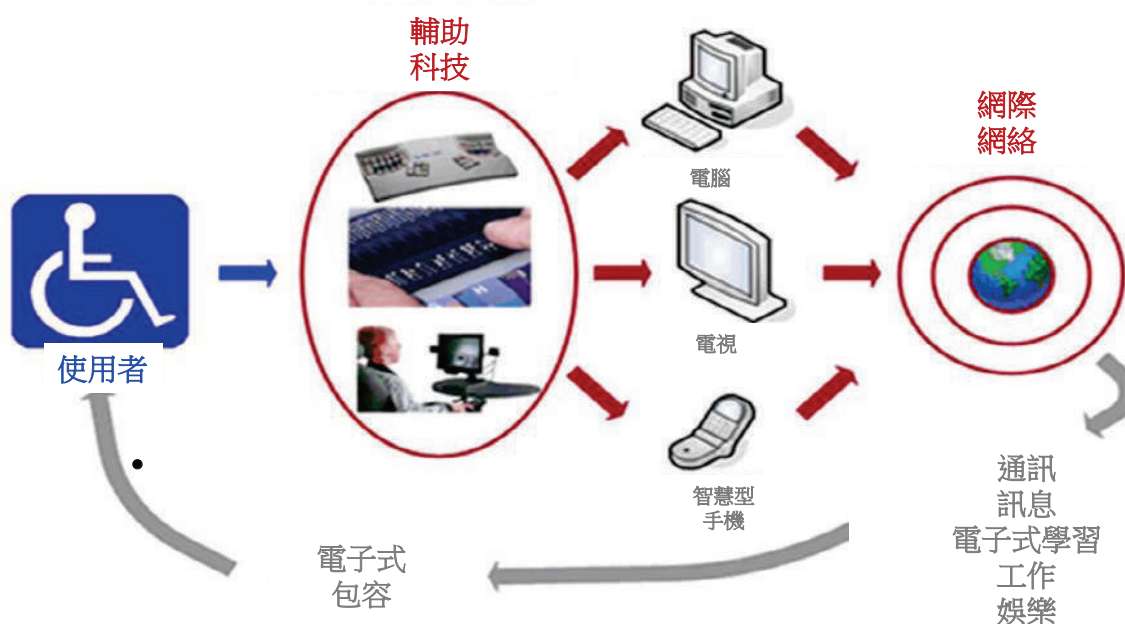 輔助
科技
網際
網絡
電腦
電視
使用者
智慧型
手機
通訊
訊息
電子式學習
工作
娛樂
電子式
包容